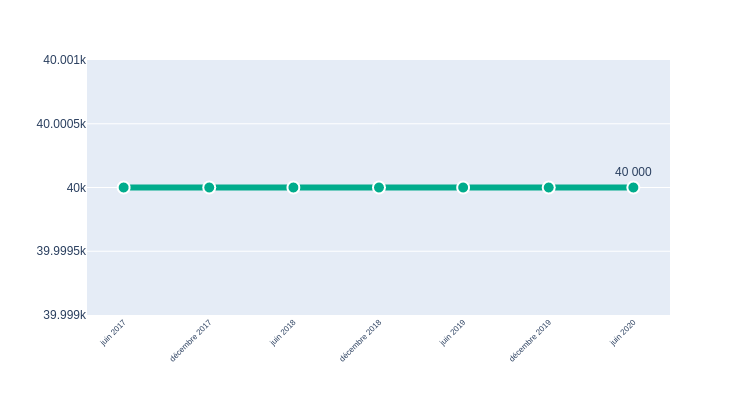 40.001k
40.0005k
40 000
40k
39.9995k
39.999k
juin 2017
décembre 2017
juin 2018
décembre 2018
juin 2019
décembre 2019
juin 2020